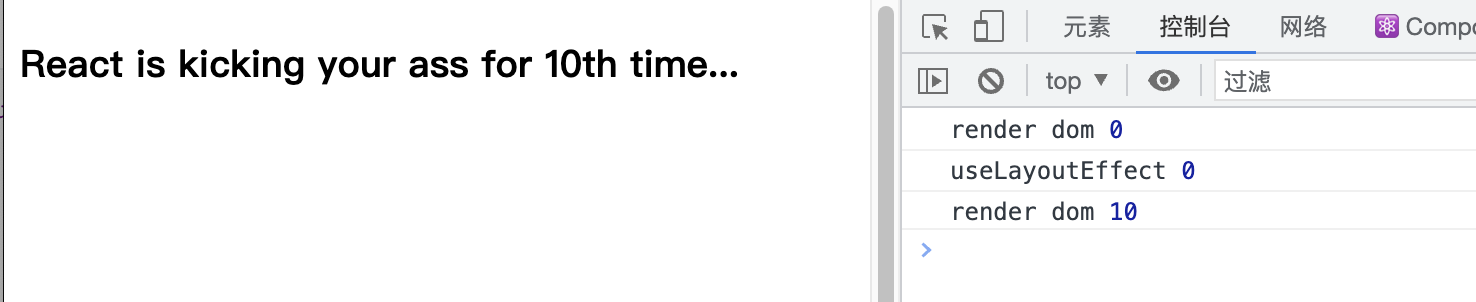 React is kicking your ass for 10th time...
元素 控制台 网络 Compo
top 过滤
render dom 0
useLayoutEffect 0
render dom 10